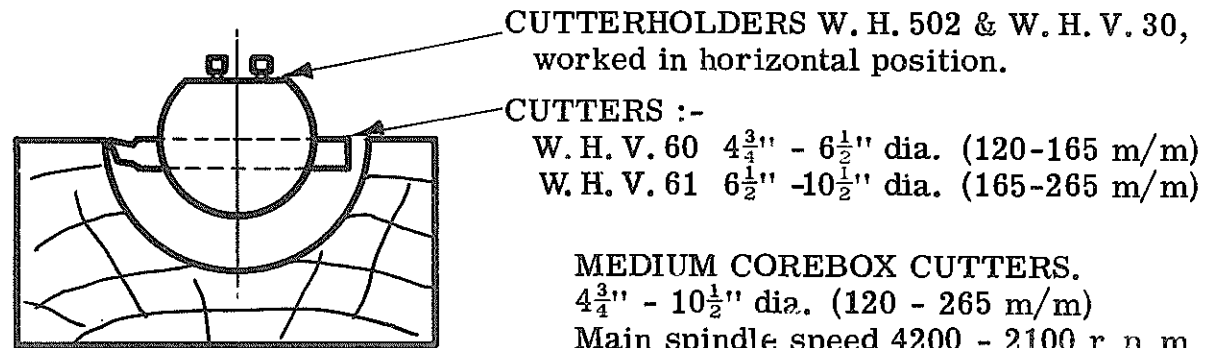 CUTTERHOLDERS W. H. 502 & W. H. V. 30,
worked in horizontal position.
CUTTERS :-
W. H. V. 60 4¾" - 6½" dia. (120-165 m/m)
W. H. V. 61 6½" -10½" dia. (165-265 m/m)
MEDIUM COREBOX CUTTERS.
4¾" - 10½" dia. (120 - 265 m/m)
Main spindle speed 4200 - 2100 r. p. m.